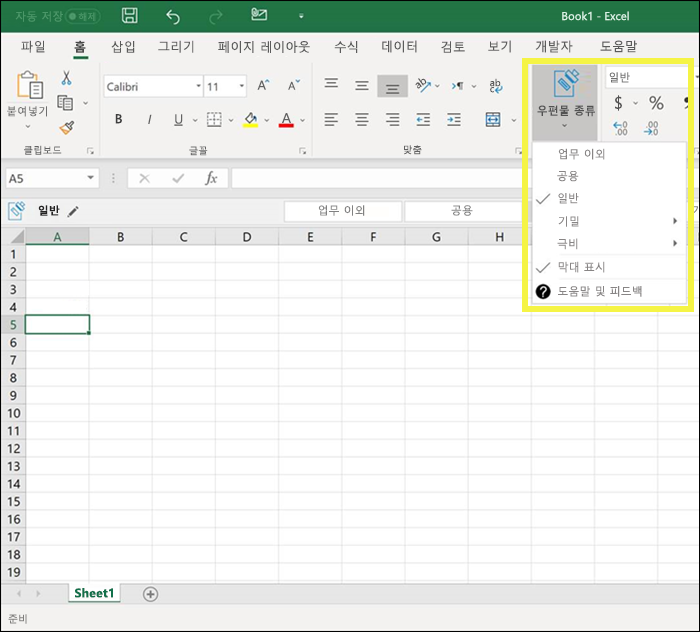 자동 저장 해제
Book1 - Excel
파일 홈 삽입 그리기 페이지 레이아웃 수식 데이터 검토 보기 개발자 도움말
붙여넣기
Calibri 11
우편물 종류
일반
클립보드 글꼴 맞춤
업무 이외
공용
일반
기밀
극비
막대 표시
도움말 및 피드백
A5
fx
일반 업무 이외 공용
A B C D E F G H
1
2
3
4
5
6
7
8
9
10
11
12
13
14
15
16
17
18
19
Sheet1
준비